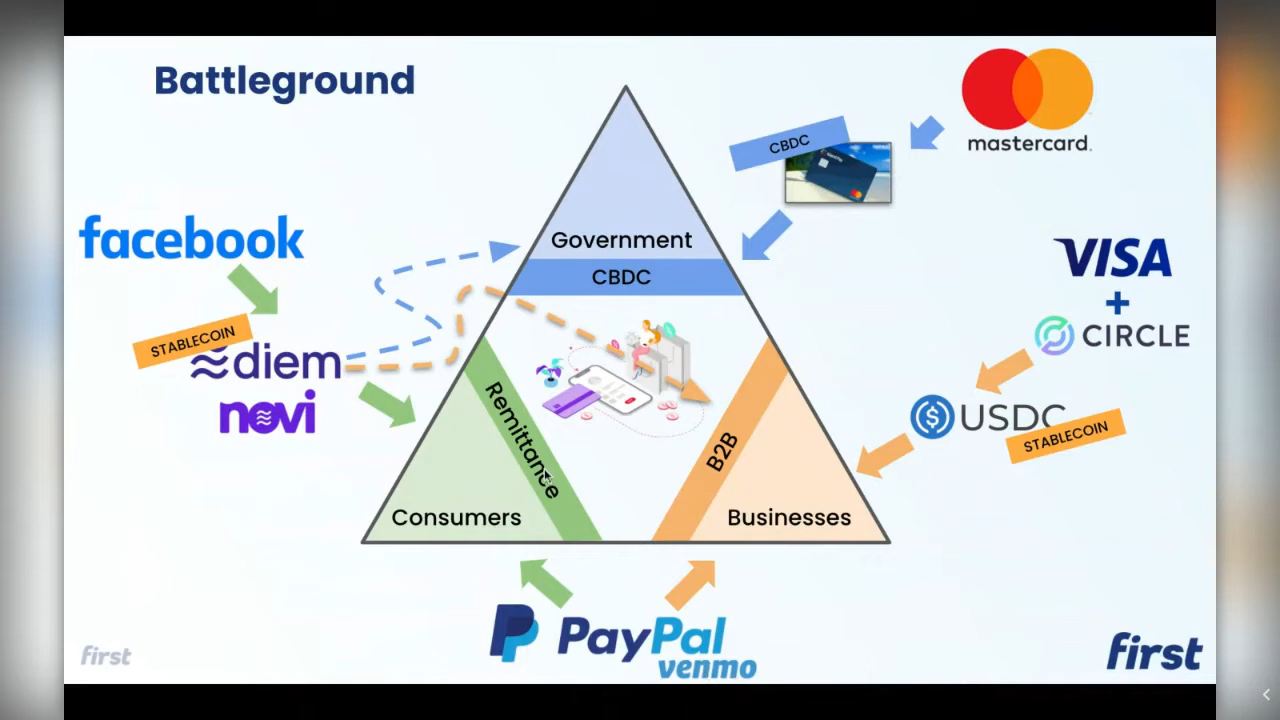 Battleground
mastercard.
CBDC
facebook
Government
CBDC
VISA
+
CIRCLE
STABLECOIN
diem
novi
USDC
STABLECOIN
Remittance
B2B
Consumers
Businesses
PayPal
venmo
first
first